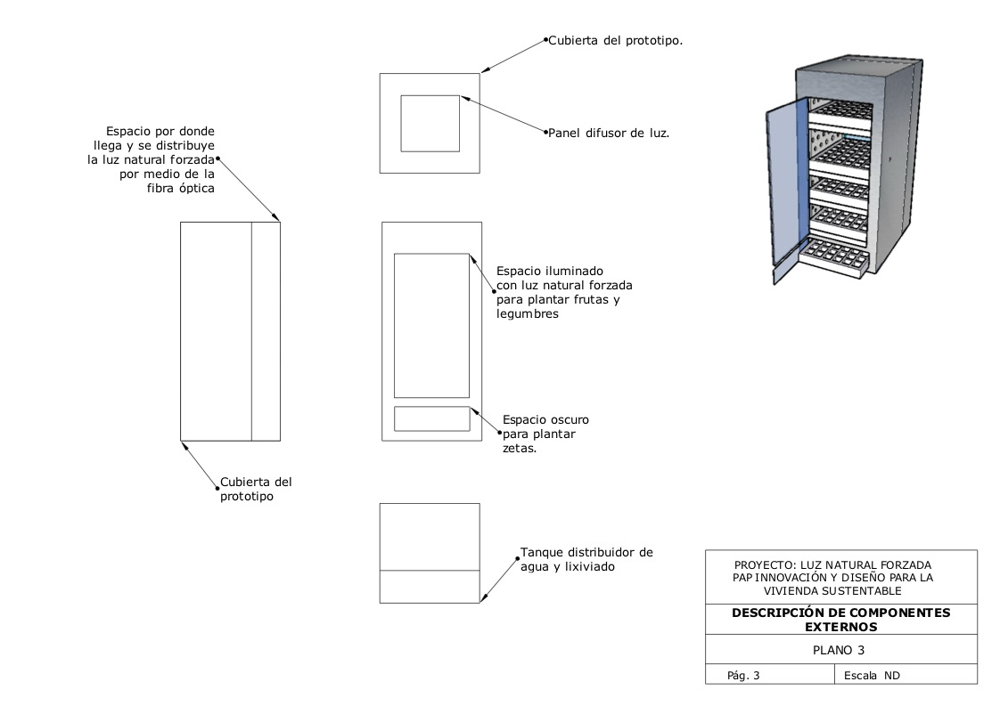 Cubierta del prototipo.
Panel difusor de luz.
Espacio por donde
llega y se distribuye
la luz natural forzada
por medio de la
fibra óptica
Espacio iluminado
con luz natural forzada
para plantar frutas y
legumbres
Espacio oscuro
para plantar
zetas.
Cubierta del
prototipo
Tanque distribuidor de
agua y lixiviado
PROYECTO: LUZ NATURAL FORZADA
PAP INNOVACIÓN Y DISEÑO PARA LA
VIVIENDA SUSTENTABLE
DESCRIPCIÓN DE COMPONENTES
EXTERNOS
PLANO 3
Pág. 3
Escala ND